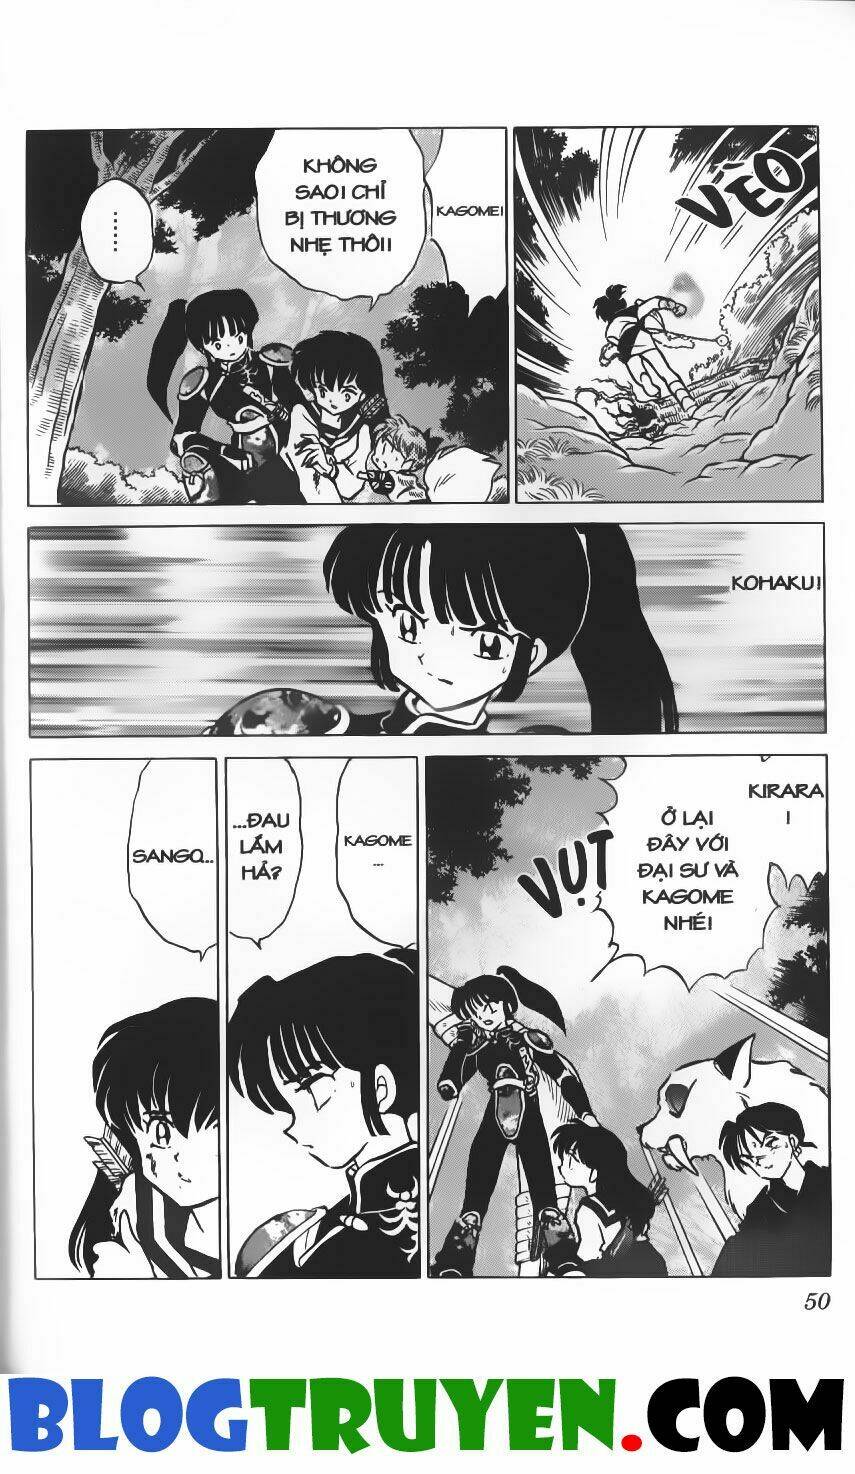 VÈO
KAGOME!
KHÔNG
SAO! CHỈ
BỊ THƯƠNG
NHẸ THÔI!
......
KOHAKU!
KIRARA
!
Ở LẠI
ĐÂY VỚI
ĐẠI SƯ VÀ
KAGOME
NHÉ!
VỤT
KAGOME
...
...ĐAU
LẮM
HẢ?
SANGO...
50
BLOGTRUYEN.COM